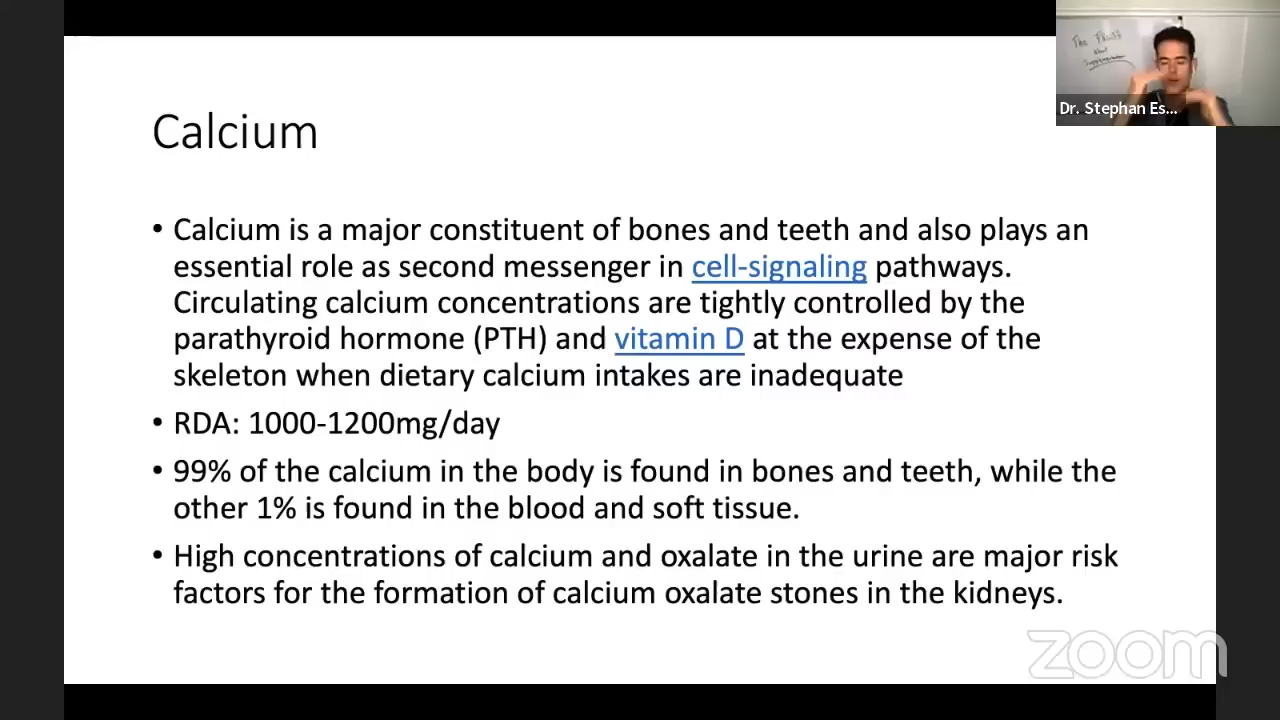 Calcium
• Calcium is a major constituent of bones and teeth and also plays an
essential role as second messenger in cell-signaling pathways.
Circulating calcium concentrations are tightly controlled by the
parathyroid hormone (PTH) and vitamin D at the expense of the
skeleton when dietary calcium intakes are inadequate
• RDA: 1000-1200mg/day
• 99% of the calcium in the body is found in bones and teeth, while the
other 1% is found in the blood and soft tissue.
• High concentrations of calcium and oxalate in the urine are major risk
factors for the formation of calcium oxalate stones in the kidneys.
The
Dr. Stephan Es...
zoom